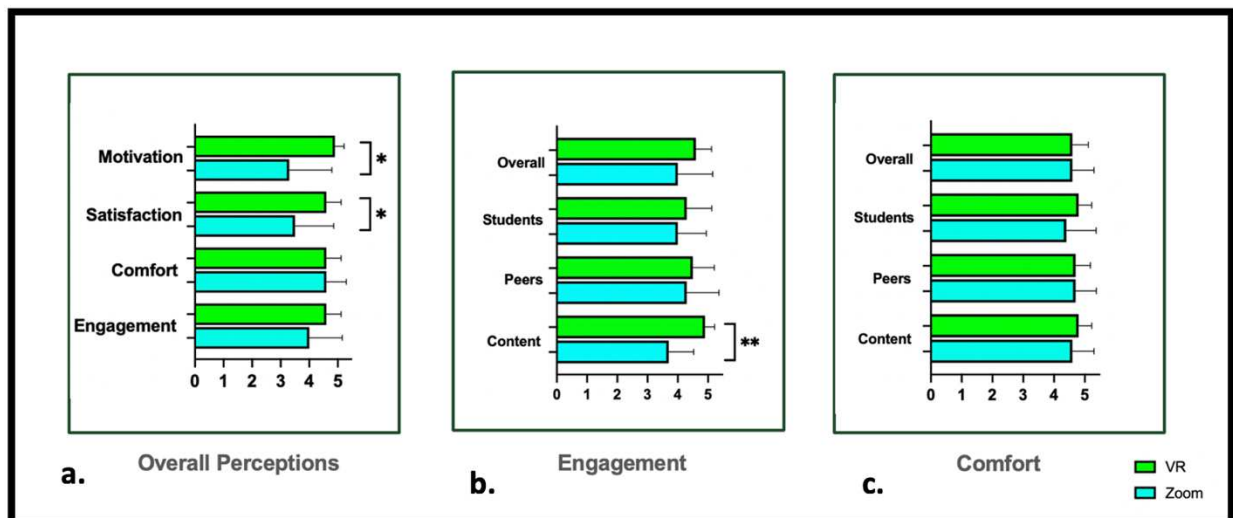 Motivation
*
Satisfaction
*
Comfort
Engagement
0 1 2 3 4 5
a.
Overall Perceptions
Overall
Students
Peers
Content
**
0 1 2 3 4 5
b.
Engagement
Overall
Students
Peers
Content
0 1 2 3 4 5
c.
Comfort
VR
Zoom